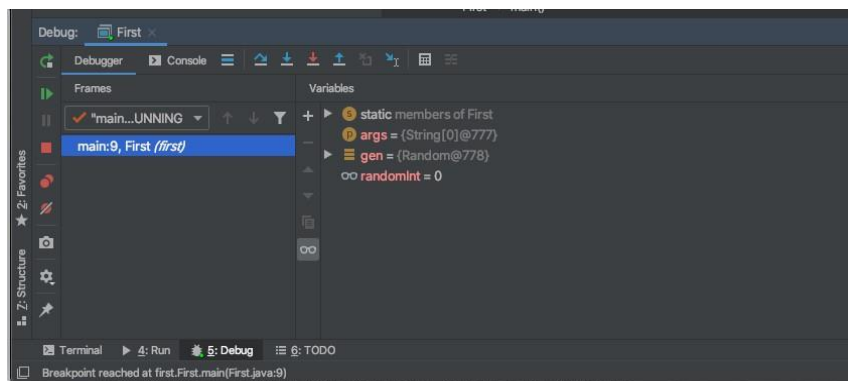 Debug: First
Debugger Console
Frames
Variables
"main...UNNING
static members of First
args = {String[0]@777}
main:9, First (first)
gen = {Random@778}
randomInt = 0
2: Favorites
7: Structure
Terminal 4: Run 5: Debug 6: TODO
Breakpoint reached at first.First.main(First.java:9)